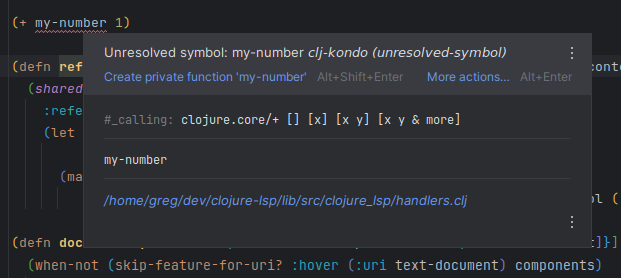 (+ my-number 1)
Unresolved symbol: my-number clj-kondo (unresolved-symbol)
(defn ref
Create private function 'my-number' Alt+Shift+Enter More actions... Alt+Enter
(shared
#_calling: clojure.core/+ [] [x] [x y] [x y & more]
:refe
(let
my-number
(ma
/home/greg/dev/clojure-lsp/lib/src/clojure_lsp/handlers.clj
(defn doc
(when-not (skip-feature-for-uri? :hover (:uri text-document) components)